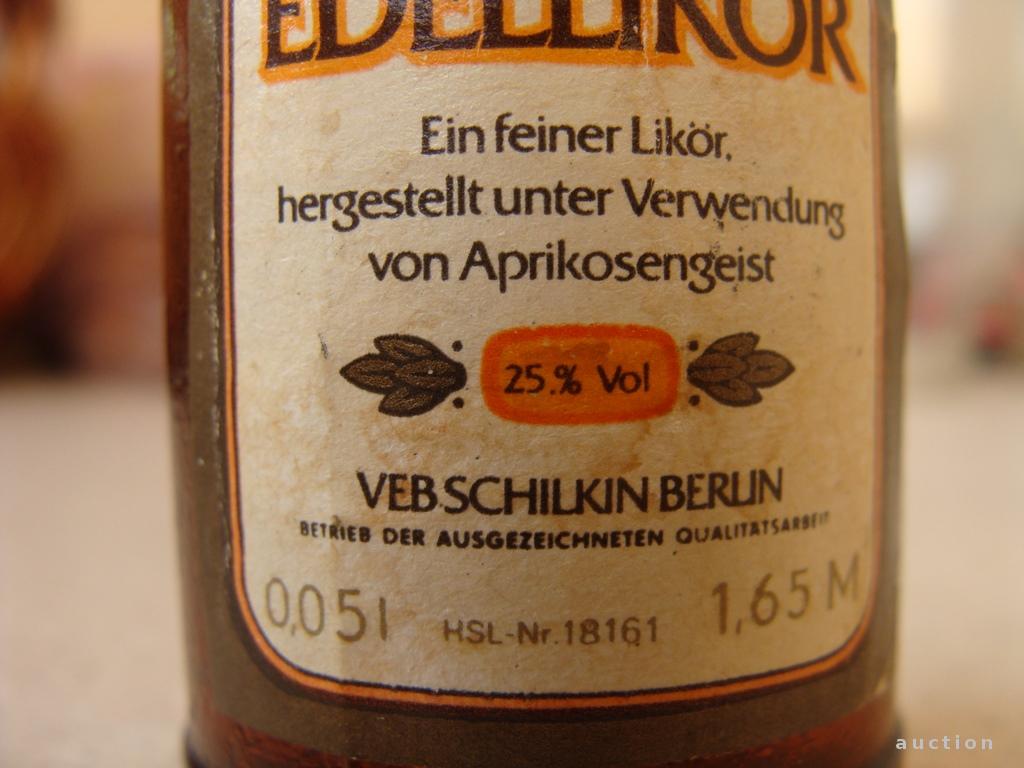 EDELLIKÖR
Ein feiner Likör,
hergestellt unter Verwendung
von Aprikosengeist
25.% Vol
VEB SCHILKIN BERLIN
BETRIEB DER AUSGEZEICHNETEN QUALITÄTSARBEIT
0,05l HSL-Nr.18161 1,65 M
auction